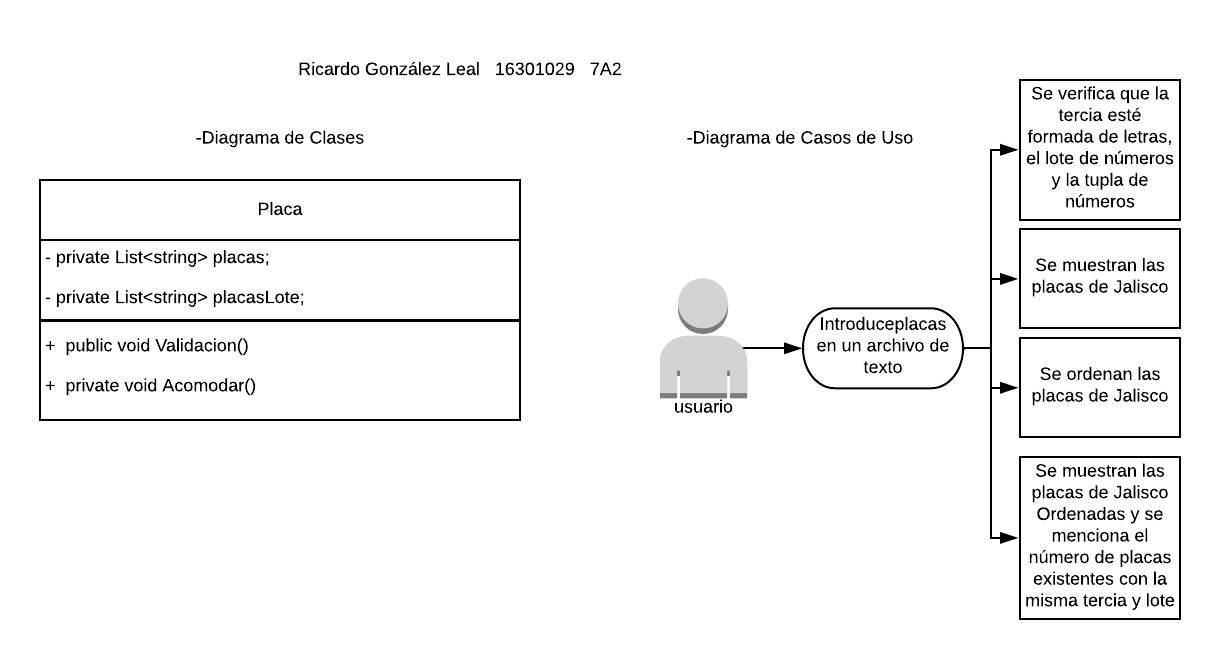 Ricardo González Leal 16301029 7A2
-Diagrama de Clases
Placa
- private List<string> placas;
- private List<string> placasLote;
+ public void Validacion()
+ private void Acomodar()
-Diagrama de Casos de Uso
usuario
Introduceplacas
en un archivo de
texto
Se verifica que la
tercia esté
formada de letras,
el lote de números
y la tupla de
números
Se muestran las
placas de Jalisco
Se ordenan las
placas de Jalisco
Se muestran las
placas de Jalisco
Ordenadas y se
menciona el
número de placas
existentes con la
misma tercia y lote